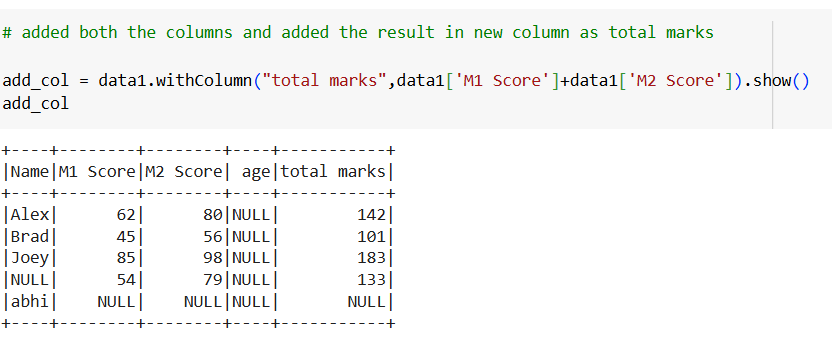 # added both the columns and added the result in new column as total marks
add_col = data1.withColumn("total marks",data1['M1 Score']+data1['M2 Score']).show()
add_col
+----+--------+--------+----+-----------+
|Name|M1 Score|M2 Score| age|total marks|
+----+--------+--------+----+-----------+
|Alex|      62|      80|NULL|        142|
|Brad|      45|      56|NULL|        101|
|Joey|      85|      98|NULL|        183|
|NULL|      54|      79|NULL|        133|
|abhi|    NULL|    NULL|NULL|       NULL|
+----+--------+--------+----+-----------+